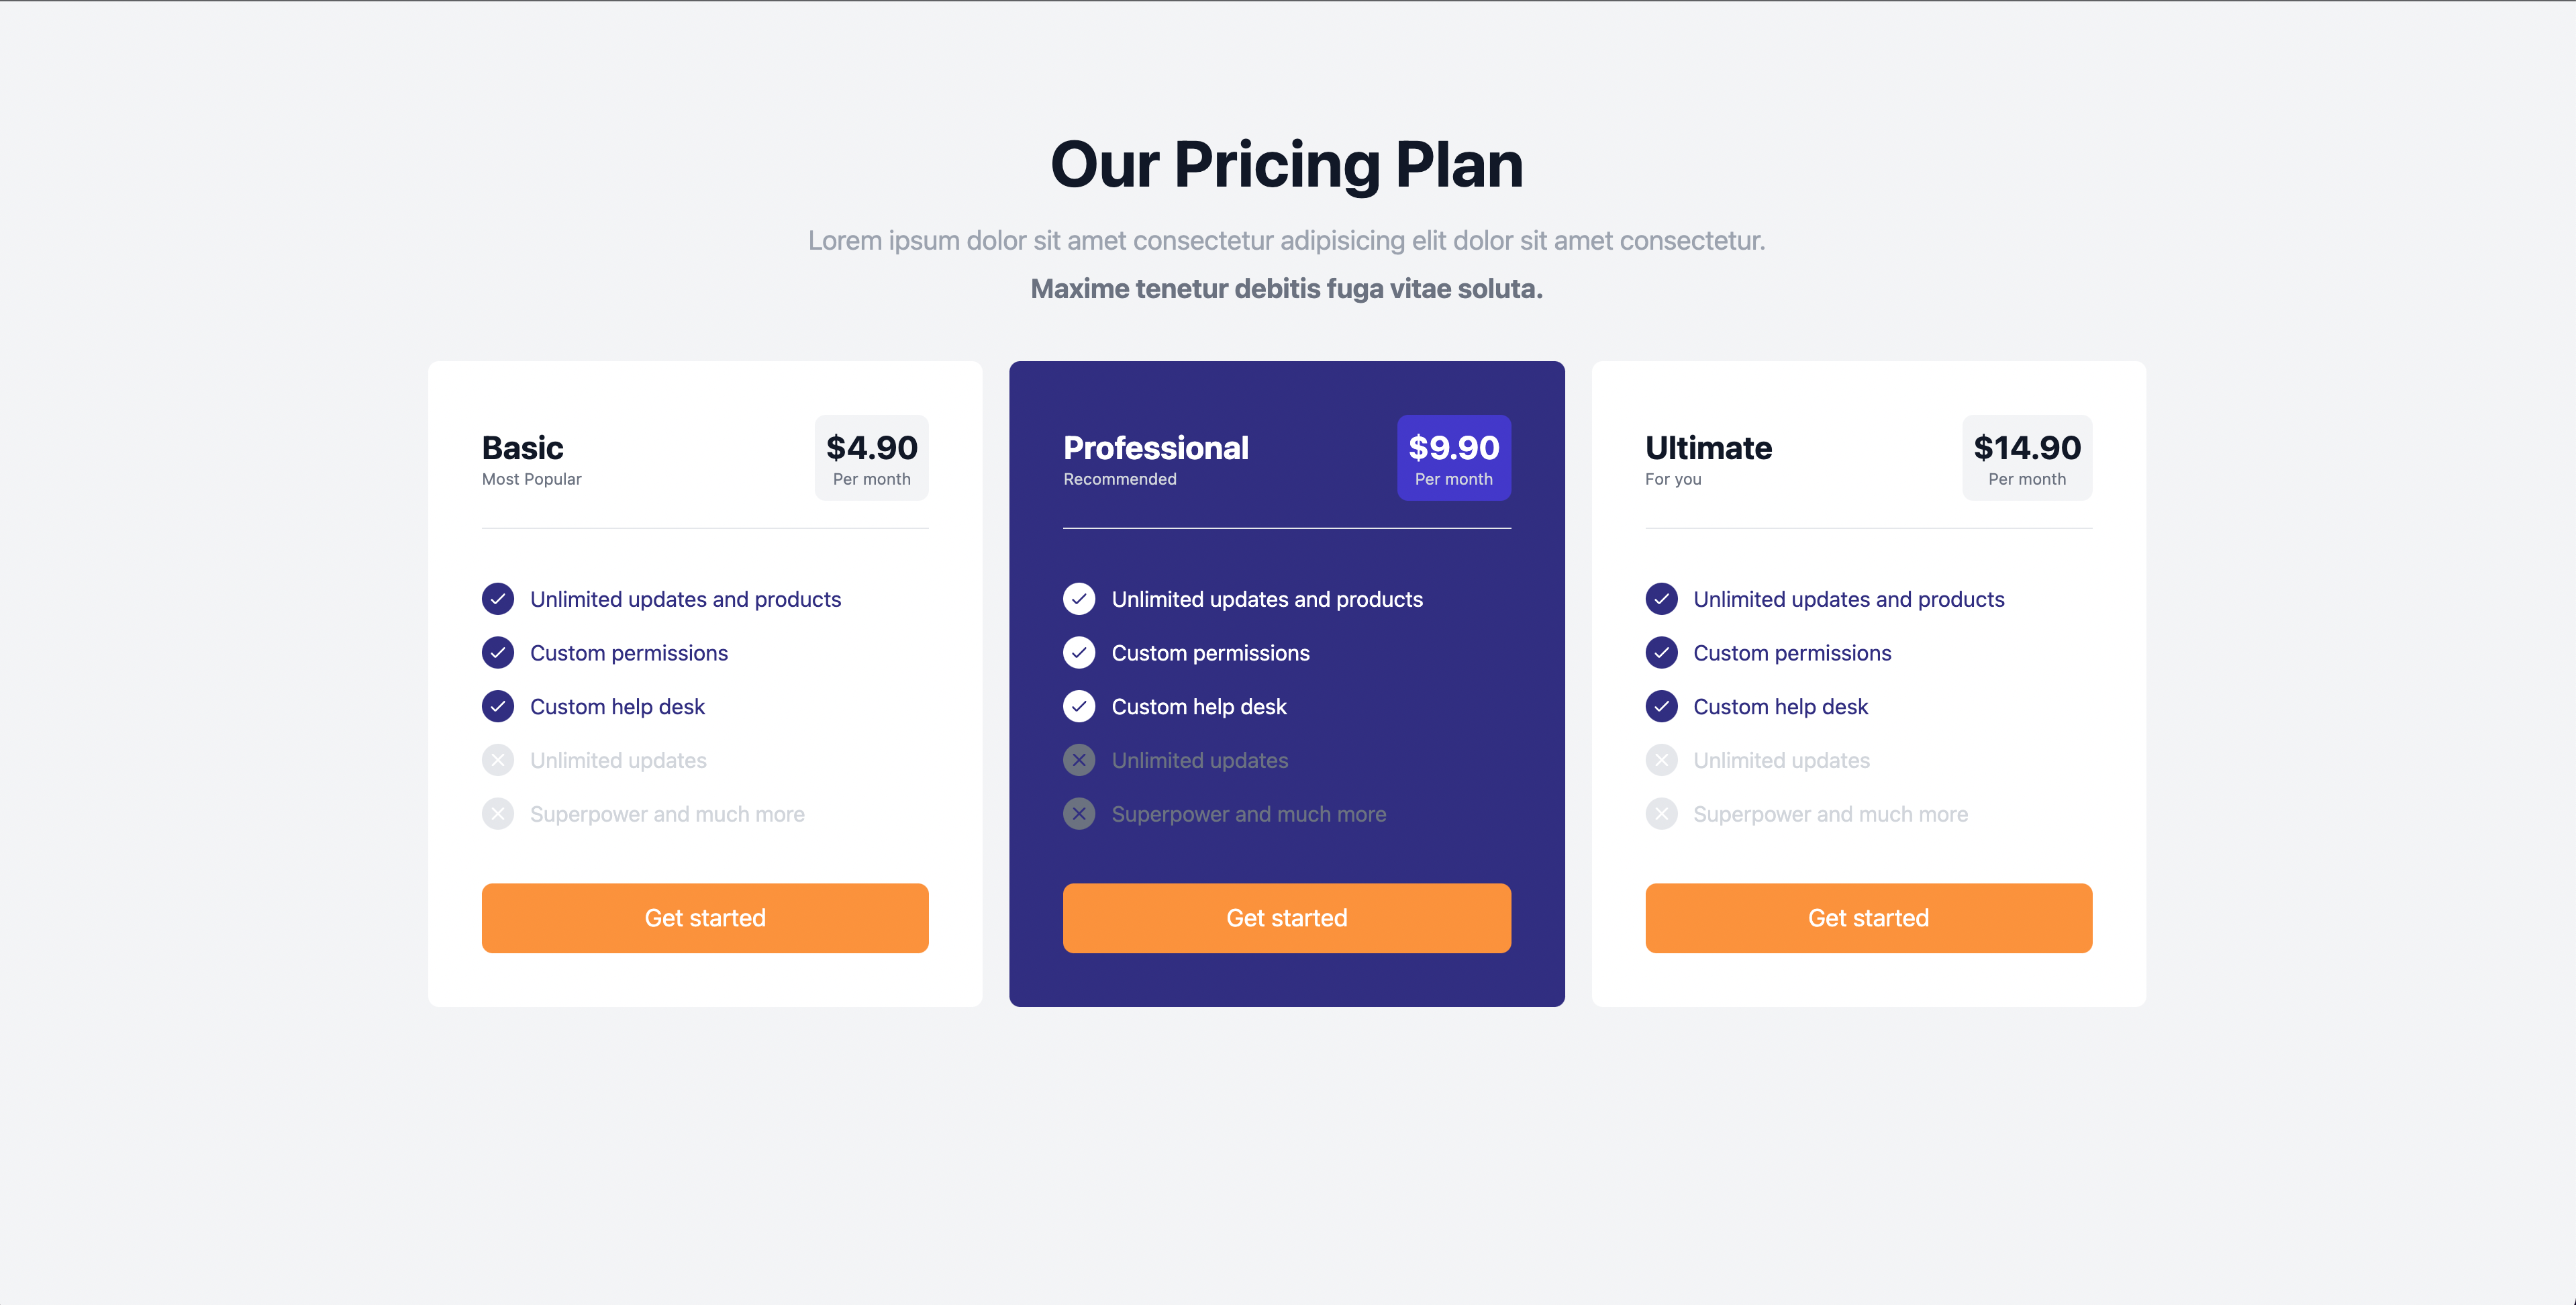 Our Pricing Plan
Lorem ipsum dolor sit amet consectetur adipisicing elit dolor sit amet consectetur.
Maxime tenetur debitis fuga vitae soluta.
Basic
Most Popular
$4.90
Per month
Unlimited updates and products
Custom permissions
Custom help desk
Unlimited updates
Superpower and much more
Get started
Professional
Recommended
$9.90
Per month
Unlimited updates and products
Custom permissions
Custom help desk
Unlimited updates
Superpower and much more
Get started
Ultimate
For you
$14.90
Per month
Unlimited updates and products
Custom permissions
Custom help desk
Unlimited updates
Superpower and much more
Get started